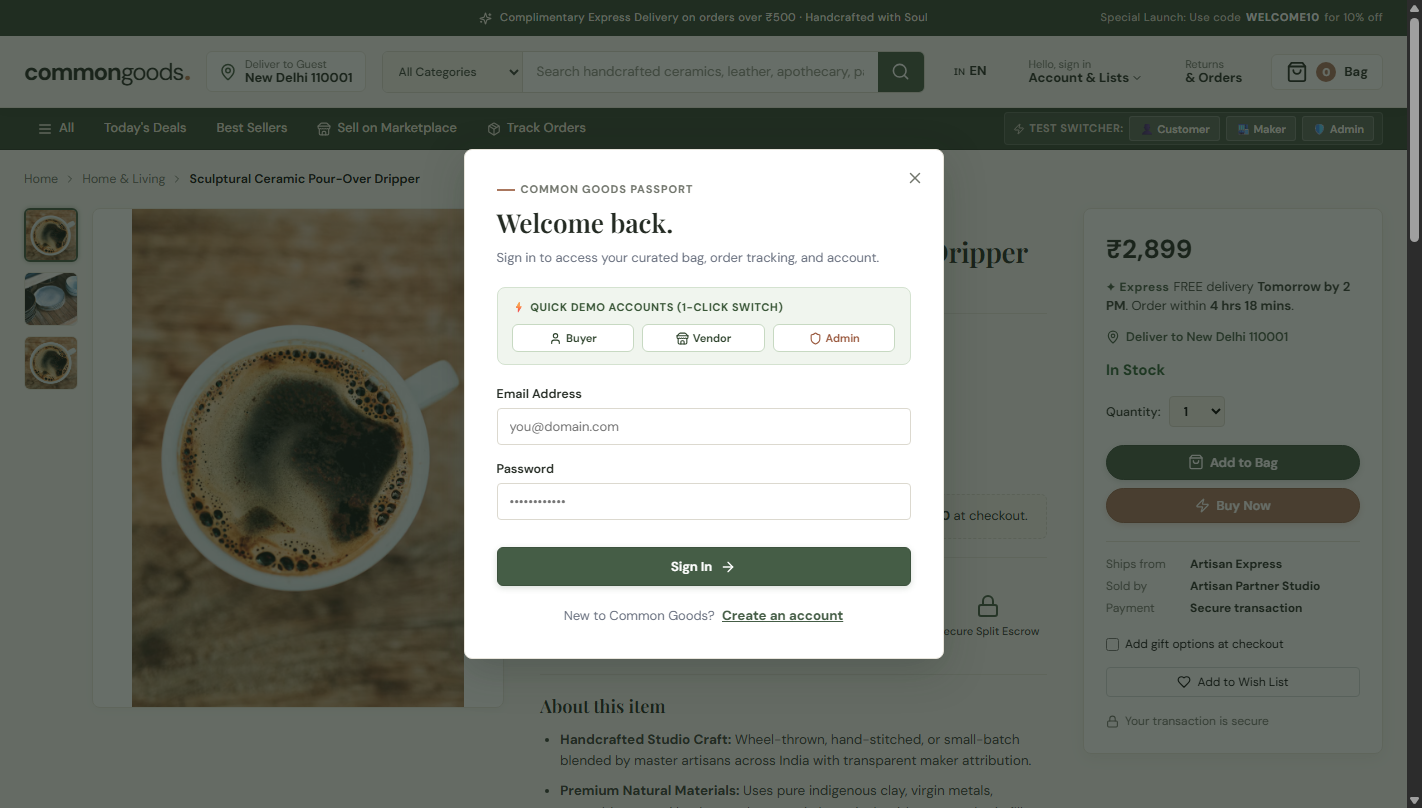 Complimentary Express Delivery on orders over ₹500 · Handcrafted with Soul
Special Launch: Use code WELCOME10 for 10% off
commongoods.
Deliver to Guest
New Delhi 110001
All Categories
Search handcrafted ceramics, leather, apothecary,
IN EN
Hello, sign in
Account & Lists
Returns
& Orders
0
Bag
All
Today's Deals
Best Sellers
Sell on Marketplace
Track Orders
TEST SWITCHER:
Customer
Maker
Admin
Home > Home & Living > Sculptural Ceramic Pour-Over Dripper
COMMON GOODS PASSPORT
Welcome back.
Sign in to access your curated bag, order tracking, and account.
QUICK DEMO ACCOUNTS (1-CLICK SWITCH)
Buyer
Vendor
Admin
Email Address
you@domain.com
Password
••••••••••••
Sign In →
New to Common Goods? Create an account
Dripper
at checkout.
Split Escrow
About this item
• Handcrafted Studio Craft: Wheel-thrown, hand-stitched, or small-batch
blended by master artisans across India with transparent maker attribution.
• Premium Natural Materials: Uses pure indigenous clay, virgin metals,
₹2,899
✦ Express FREE delivery Tomorrow by 2
PM. Order within 4 hrs 18 mins.
Deliver to New Delhi 110001
In Stock
Quantity: 1
Add to Bag
Buy Now
Ships from Artisan Express
Sold by Artisan Partner Studio
Payment Secure transaction
Add gift options at checkout
Add to Wish List
Your transaction is secure